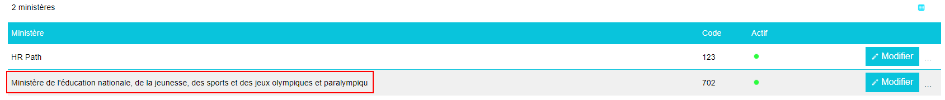 2 ministères
Ministère Code Actif
HR Path 123 Modifier ...
Ministère de l'éducation nationale, de la jeunesse, des sports et des jeux olympiques et paralympiqu 702 Modifier ...